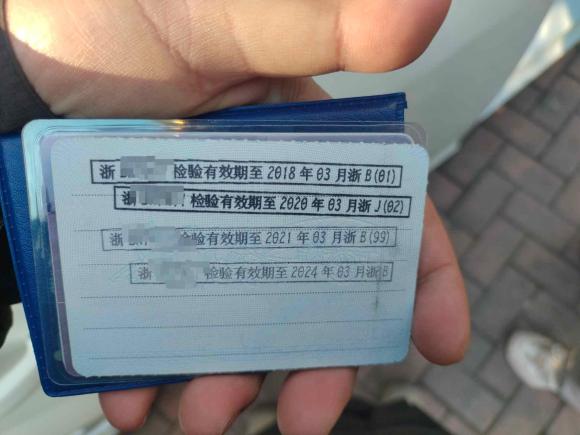 浙 检验有效期至 2018 年 03 月浙 B(01)
浙 检验有效期至 2020 年 03 月浙 J(02)
浙 检验有效期至 2021 年 03 月浙 B(99)
浙 检验有效期至 2024 年 03 月浙B